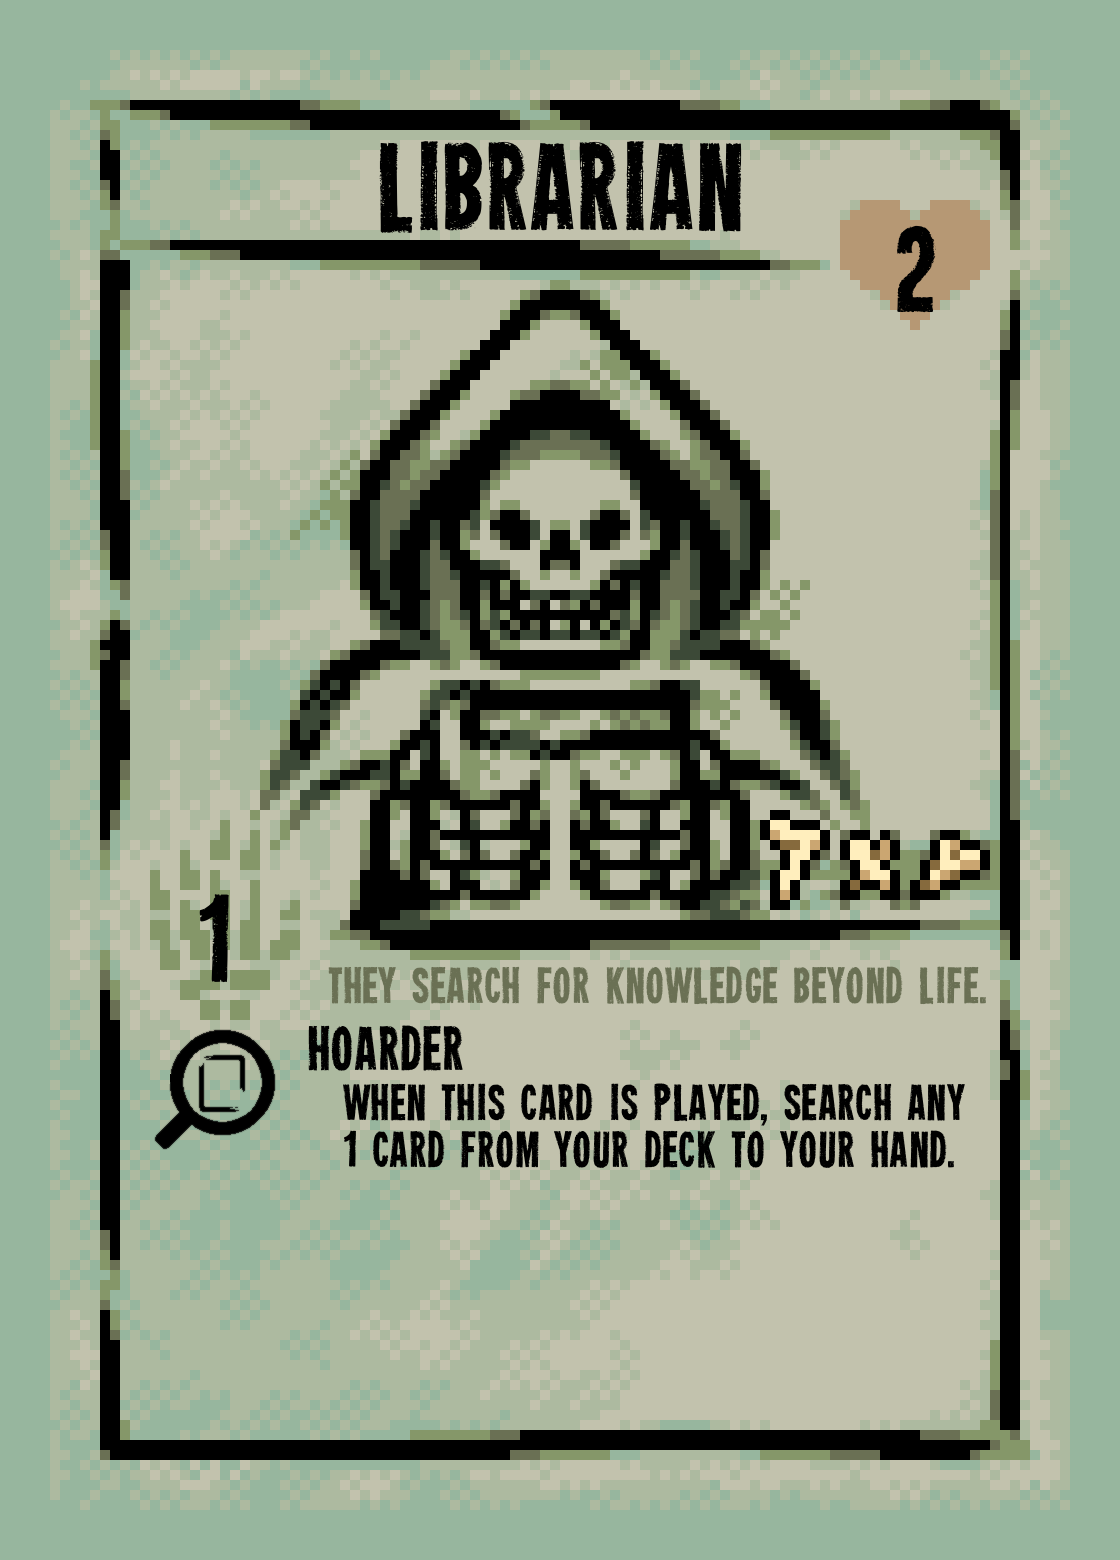 LIBRARIAN
2
7 X
1
THEY SEARCH FOR KNOWLEDGE BEYOND LIFE.
HOARDER
WHEN THIS CARD IS PLAYED, SEARCH ANY
1 CARD FROM YOUR DECK TO YOUR HAND.